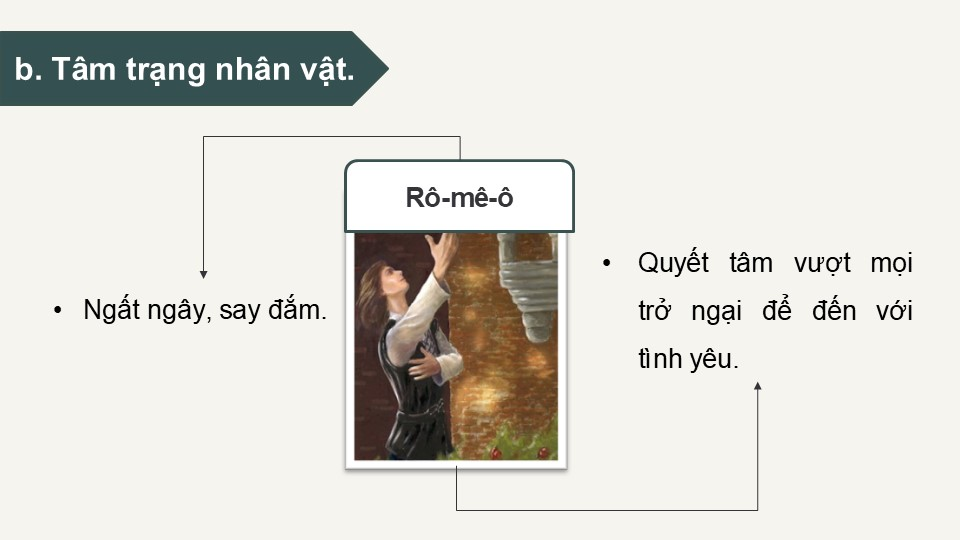 b. Tâm trạng nhân vật.
Rô-mê-ô
• Ngất ngây, say đắm.
• Quyết tâm vượt mọi
trở ngại để đến với
tình yêu.